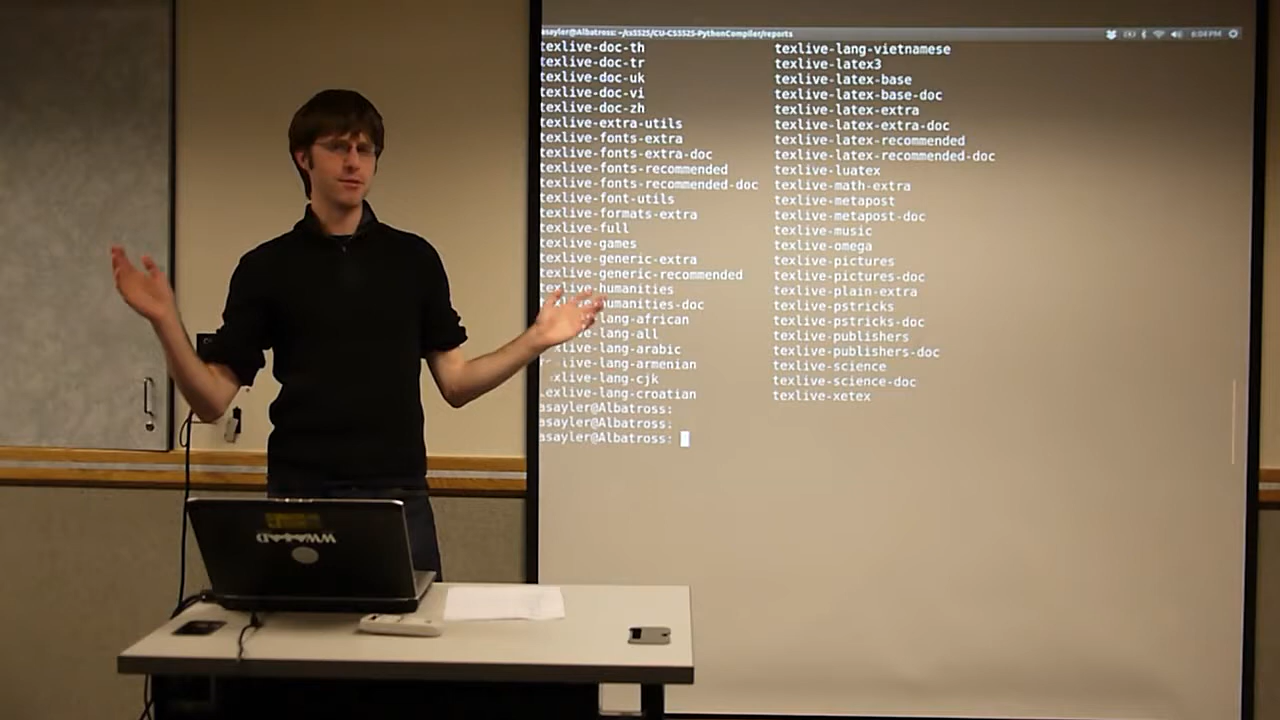 asayler@Albatross: ~/cs5525/CU-CS5525-PythonCompiler/reports
6:04 PM
texlive-doc-th texlive-lang-vietnamese
texlive-doc-tr texlive-latex3
texlive-doc-uk texlive-latex-base
texlive-doc-vi texlive-latex-base-doc
texlive-doc-zh texlive-latex-extra
texlive-extra-utils texlive-latex-extra-doc
texlive-fonts-extra texlive-latex-recommended
texlive-fonts-extra-doc texlive-latex-recommended-doc
texlive-fonts-recommended texlive-luatex
texlive-fonts-recommended-doc texlive-math-extra
texlive-font-utils texlive-metapost
texlive-formats-extra texlive-metapost-doc
texlive-full texlive-music
texlive-games texlive-omega
texlive-generic-extra texlive-pictures
texlive-generic-recommended texlive-pictures-doc
texlive-humanities texlive-plain-extra
humanities-doc texlive-pstricks
lang-african texlive-pstricks-doc
lang-all texlive-publishers
xlive-lang-arabic texlive-publishers-doc
live-lang-armenian texlive-science
xlive-lang-cjk texlive-science-doc
texlive-lang-croatian texlive-xetex
asayler@Albatross:
asayler@Albatross:
asayler@Albatross: